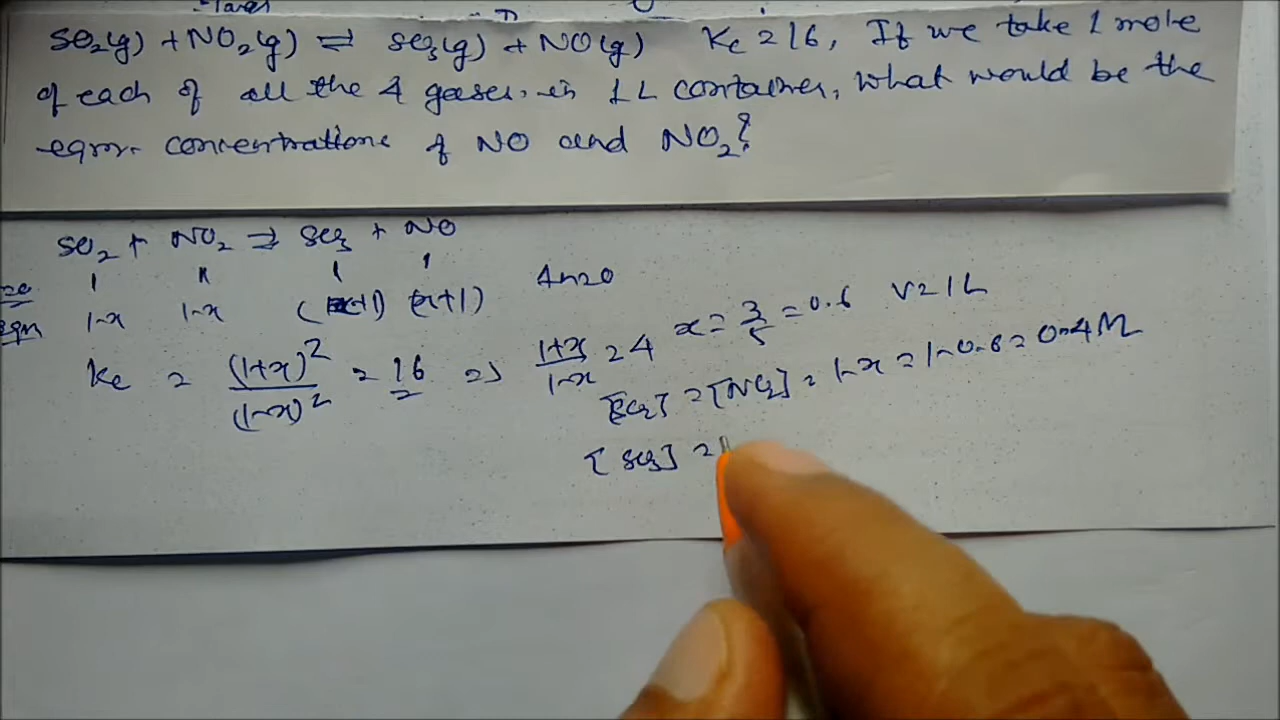 SO2(g) + NO2(g) ⇌ SO3(g) + NO(g) Kc = 16, If we take 1 mole
of each of all the 4 gases, in 1L container, what would be the
eqm. concentrations of NO and NO2?
SO2 + NO2 ⇌ SO3 + NO
1 1 1 1 Δn=0
eqm 1-x 1-x (x+1) (x+1)
Kc = (1+x)² / (1-x)² = 16 => 1+x / 1-x = 4 x = 3/5 = 0.6 V=1L
[SO2] = [NO2] = 1-x = 1-0.6 = 0.4M
[SO3] =